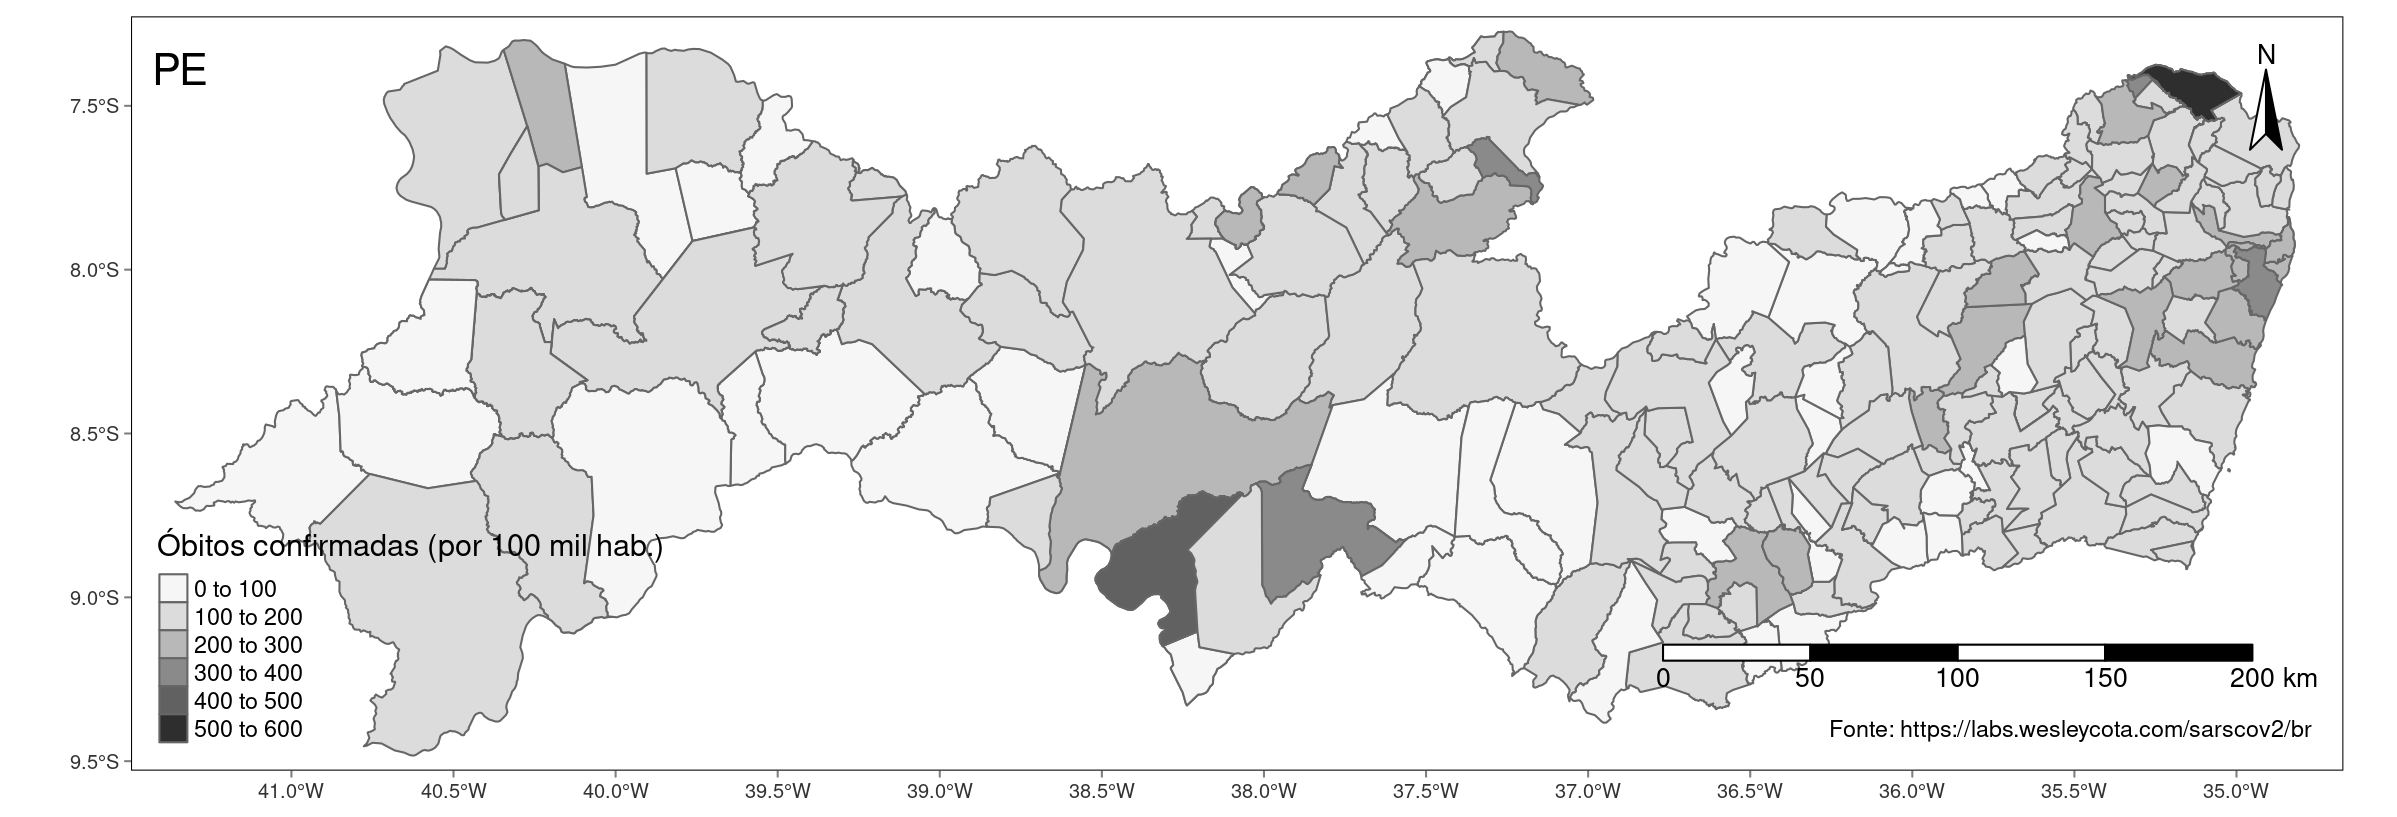 PE
N
7.5°S
8.0°S
8.5°S
9.0°S
9.5°S
Óbitos confirmadas (por 100 mil hab.)
0 to 100
100 to 200
200 to 300
300 to 400
400 to 500
500 to 600
0 50 100 150 200 km
Fonte: https://labs.wesleycota.com/sarscov2/br
41.0°W 40.5°W 40.0°W 39.5°W 39.0°W 38.5°W 38.0°W 37.5°W 37.0°W 36.5°W 36.0°W 35.5°W 35.0°W